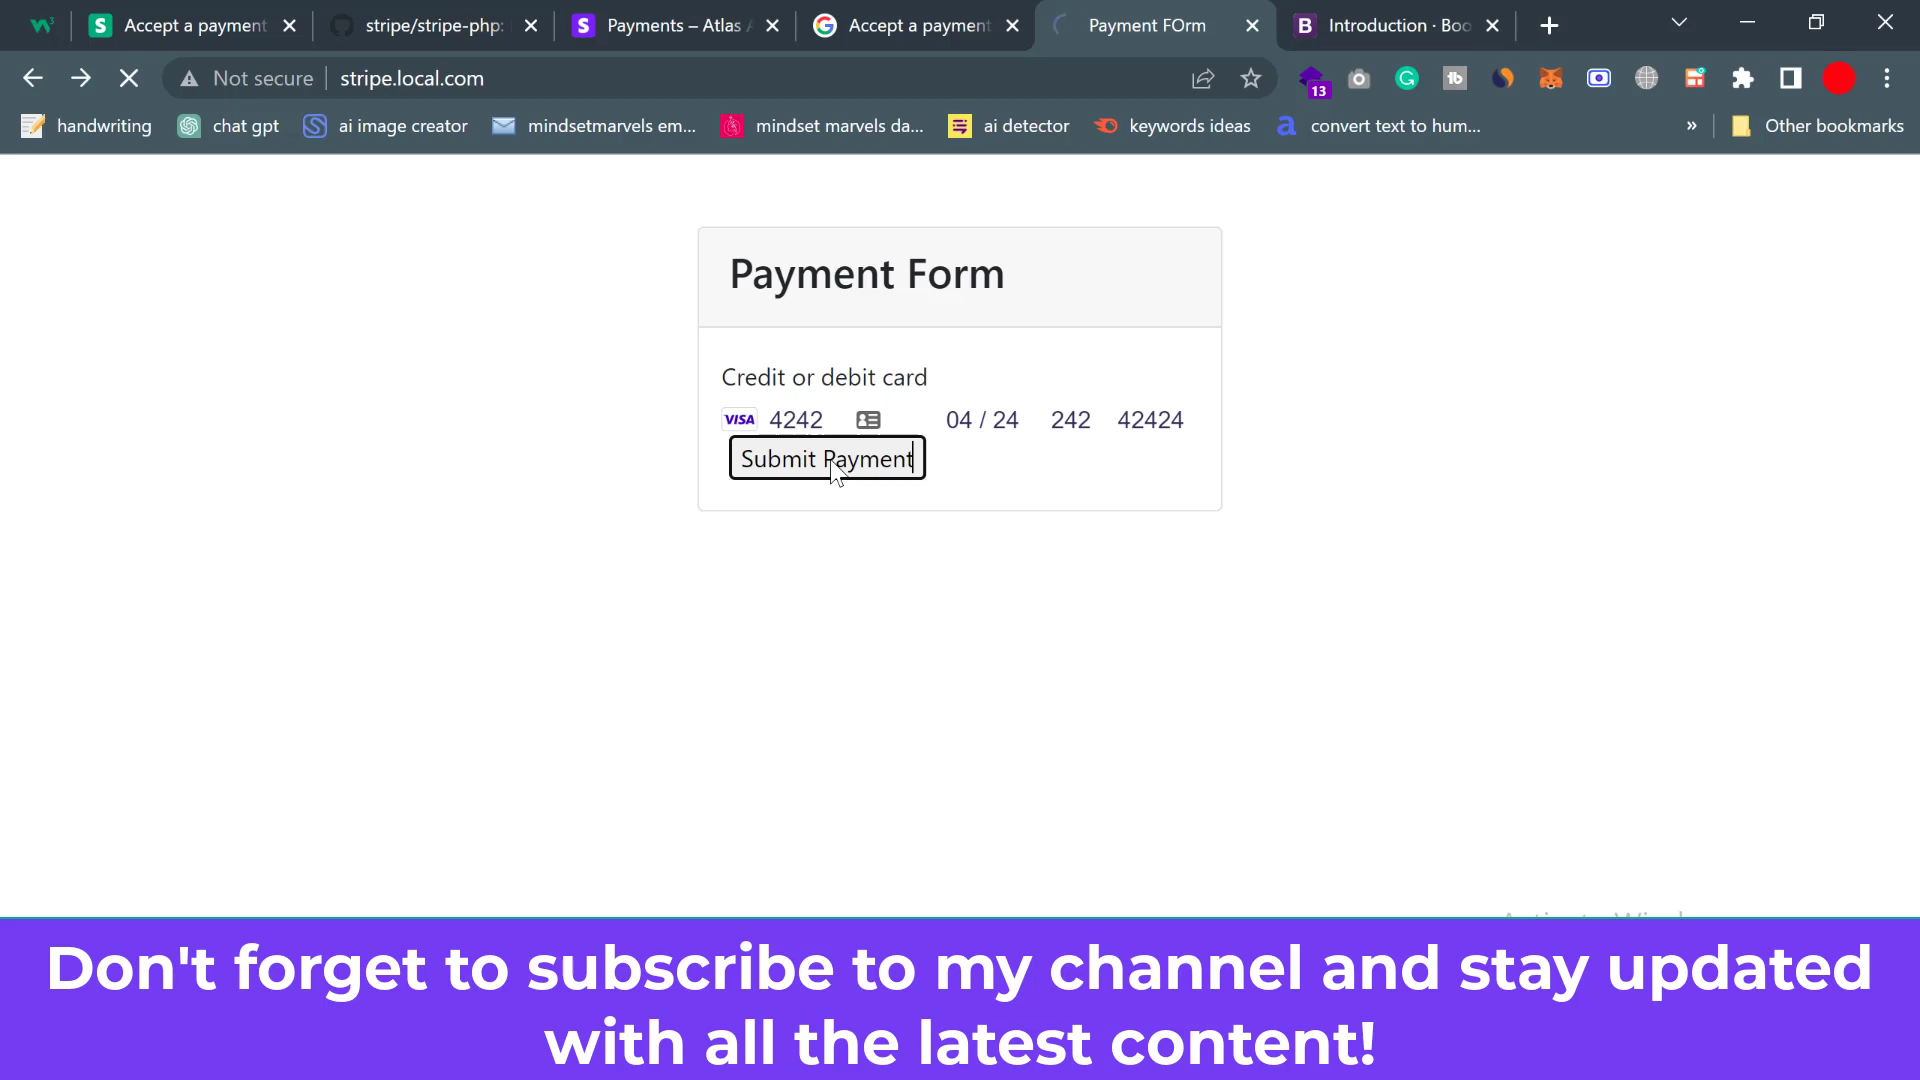 Accept a payment
stripe/stripe-php:
Payments – Atlas
Accept a payment
Payment FOrm
Introduction · Boo
Not secure
stripe.local.com
13
handwriting
chat gpt
ai image creator
mindsetmarvels em...
mindset marvels da...
ai detector
keywords ideas
convert text to hum...
»
Other bookmarks
Payment Form
Credit or debit card
VISA 4242 04 / 24 242 42424
Submit Payment
Don't forget to subscribe to my channel and stay updated
with all the latest content!